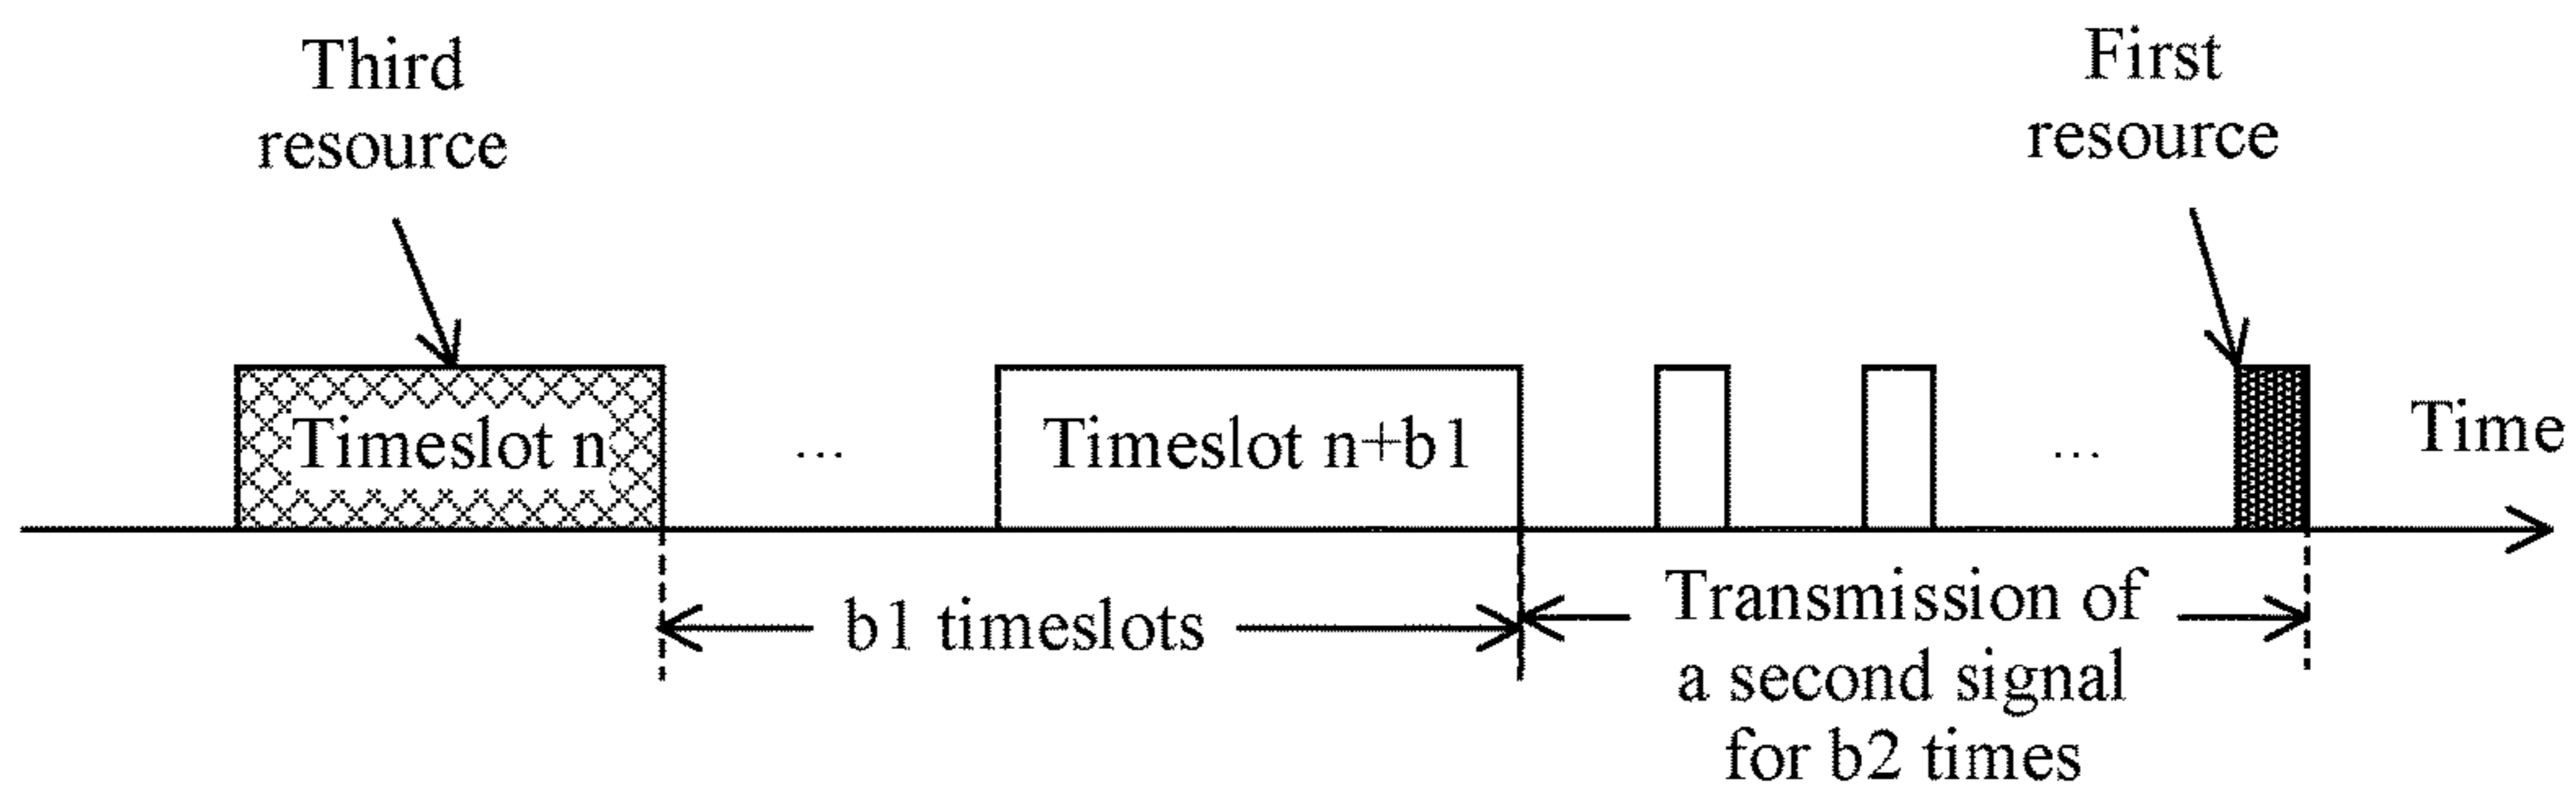 Third
resource
First
resource
Timeslot n
...
Timeslot n+b1
...
Time
b1 timeslots
Transmission of
a second signal
for b2 times